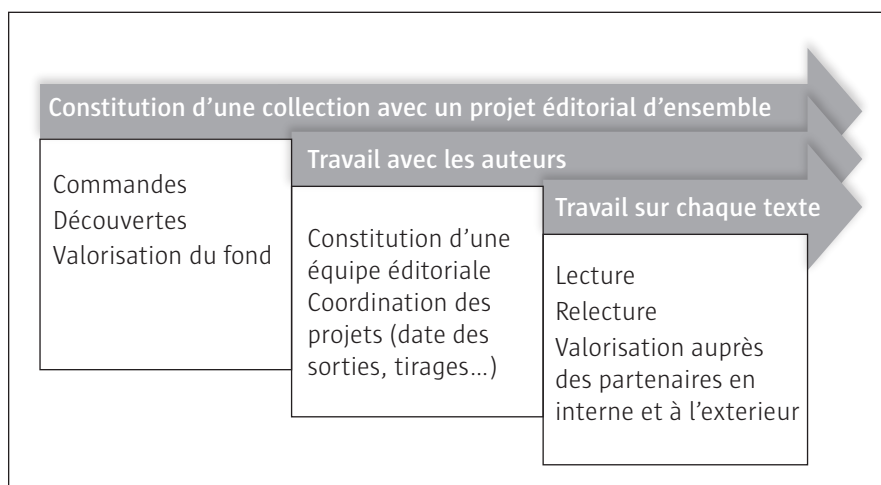 Constitution d'une collection avec un projet éditorial d'ensemble
Commandes
Découvertes
Valorisation du fond
Travail avec les auteurs
Constitution d'une
équipe éditoriale
Coordination des
projets (date des
sorties, tirages...)
Travail sur chaque texte
Lecture
Relecture
Valorisation auprès
des partenaires en
interne et à l'exterieur